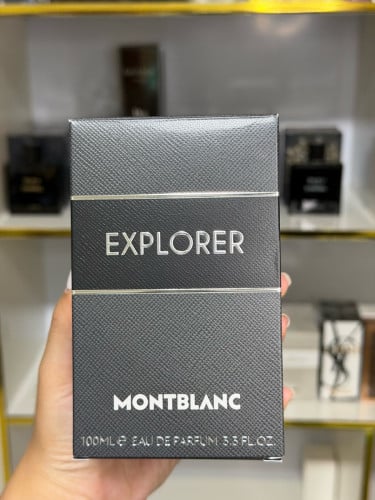 EXPLORER
MONTBLANC
100ML ℮ EAU DE PARFUM 3.3 FL.OZ.